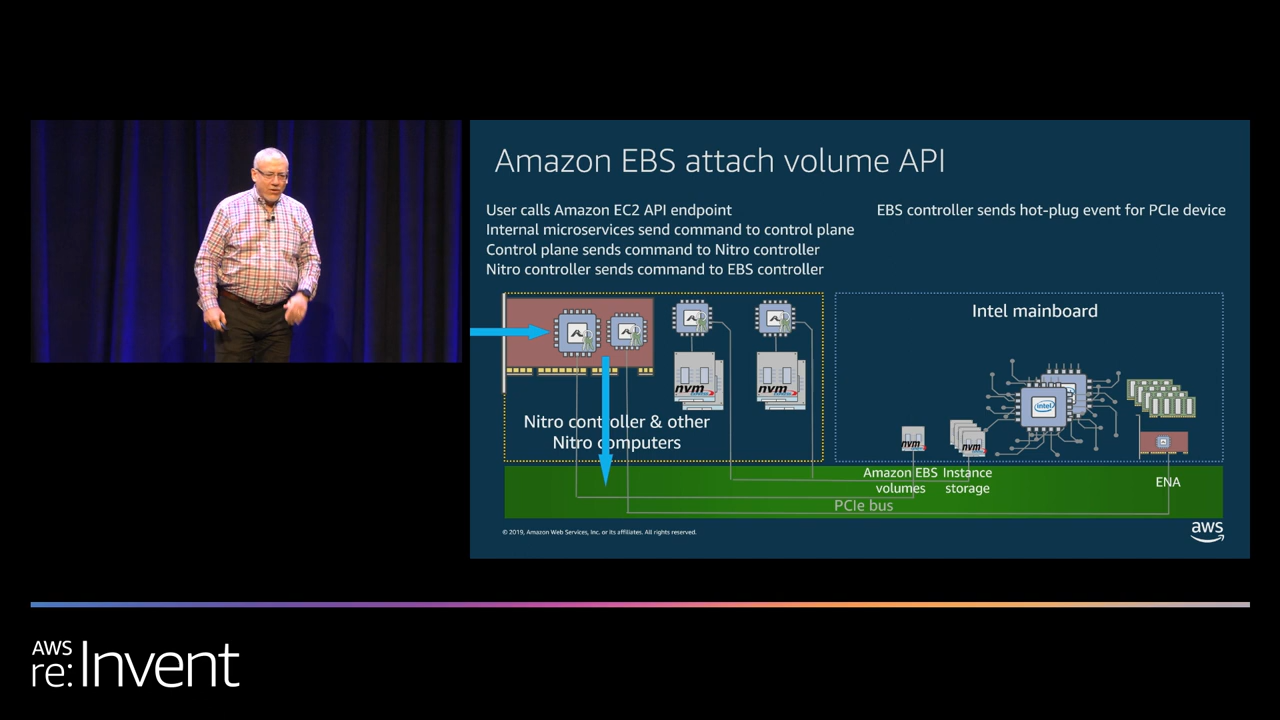 Amazon EBS attach volume API
User calls Amazon EC2 API endpoint
Internal microservices send command to control plane
Control plane sends command to Nitro controller
Nitro controller sends command to EBS controller
EBS controller sends hot-plug event for PCIe device
nvm
nvm
Nitro controller & other
Nitro computers
Intel mainboard
intel
nvm
nvm
Amazon EBS
volumes
Instance
storage
ENA
PCIe bus
© 2019, Amazon Web Services, Inc. or its affiliates. All rights reserved.
aws
AWS
re:Invent